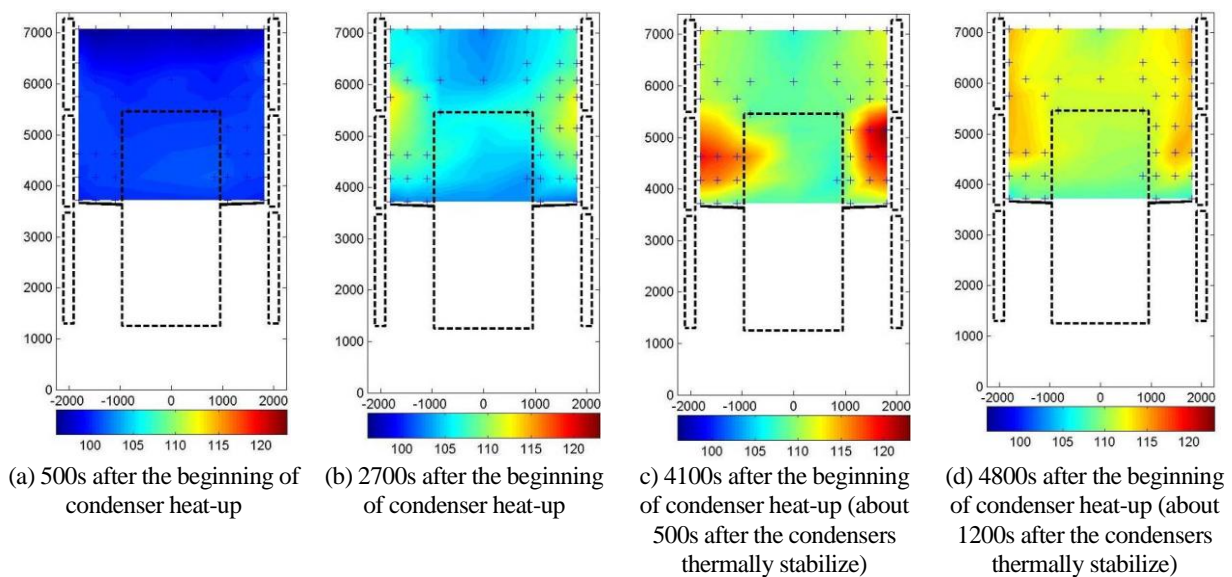 7000
6000
5000
4000
3000
2000
1000
0
-2000 -1000 0 1000 2000
100 105 110 115 120
(a) 500s after the beginning of
condenser heat-up
7000
6000
5000
4000
3000
2000
1000
0
-2000 -1000 0 1000 2000
100 105 110 115 120
(b) 2700s after the beginning
of condenser heat-up
7000
6000
5000
4000
3000
2000
1000
0
-2000 -1000 0 1000 2000
100 105 110 115 120
c) 4100s after the beginning
of condenser heat-up (about
500s after the condensers
thermally stabilize)
7000
6000
5000
4000
3000
2000
1000
0
-2000 -1000 0 1000 2000
100 105 110 115 120
(d) 4800s after the beginning
of condenser heat-up (about
1200s after the condensers
thermally stabilize)